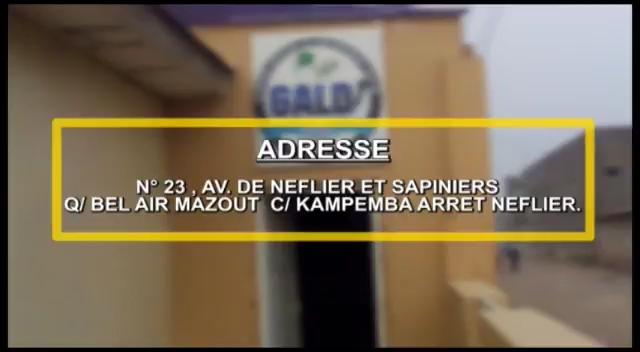 GALD
ADRESSE
N° 23 , AV. DE NEFLIER ET SAPINIERS
Q/ BEL AIR MAZOUT C/ KAMPEMBA ARRET NEFLIER.